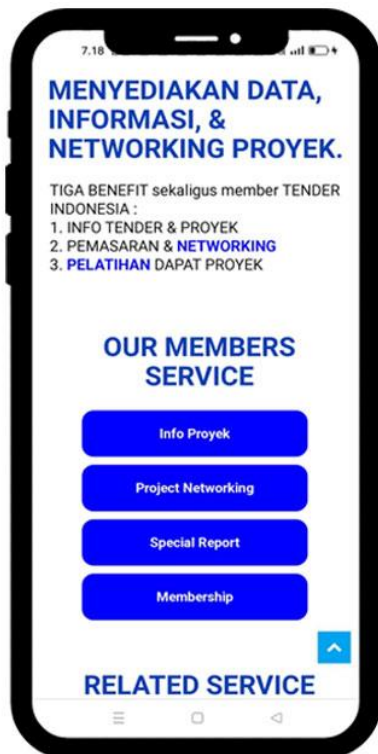 7.18
MENYEDIAKAN DATA,
INFORMASI, &
NETWORKING PROYEK.
TIGA BENEFIT sekaligus member TENDER
INDONESIA :
1. INFO TENDER & PROYEK
2. PEMASARAN & NETWORKING
3. PELATIHAN DAPAT PROYEK
OUR MEMBERS
SERVICE
Info Proyek
Project Networking
Special Report
Membership
RELATED SERVICE